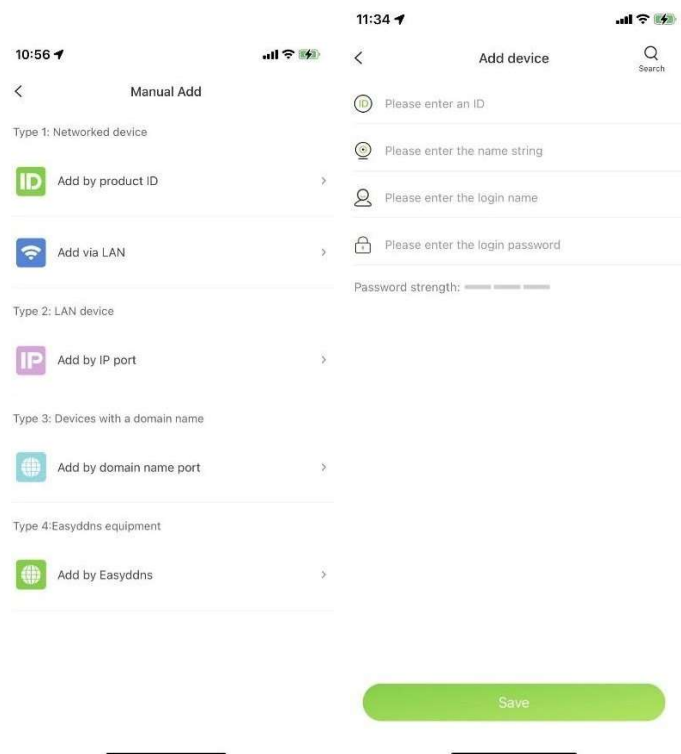 10:56
Manual Add
Type 1: Networked device
ID
Add by product ID
Add via LAN
Type 2: LAN device
IP
Add by IP port
Type 3: Devices with a domain name
Add by domain name port
Type 4:Easyddns equipment
Add by Easyddns
11:34
Add device
Search
ID
Please enter an ID
Please enter the name string
Please enter the login name
Please enter the login password
Password strength:
Save